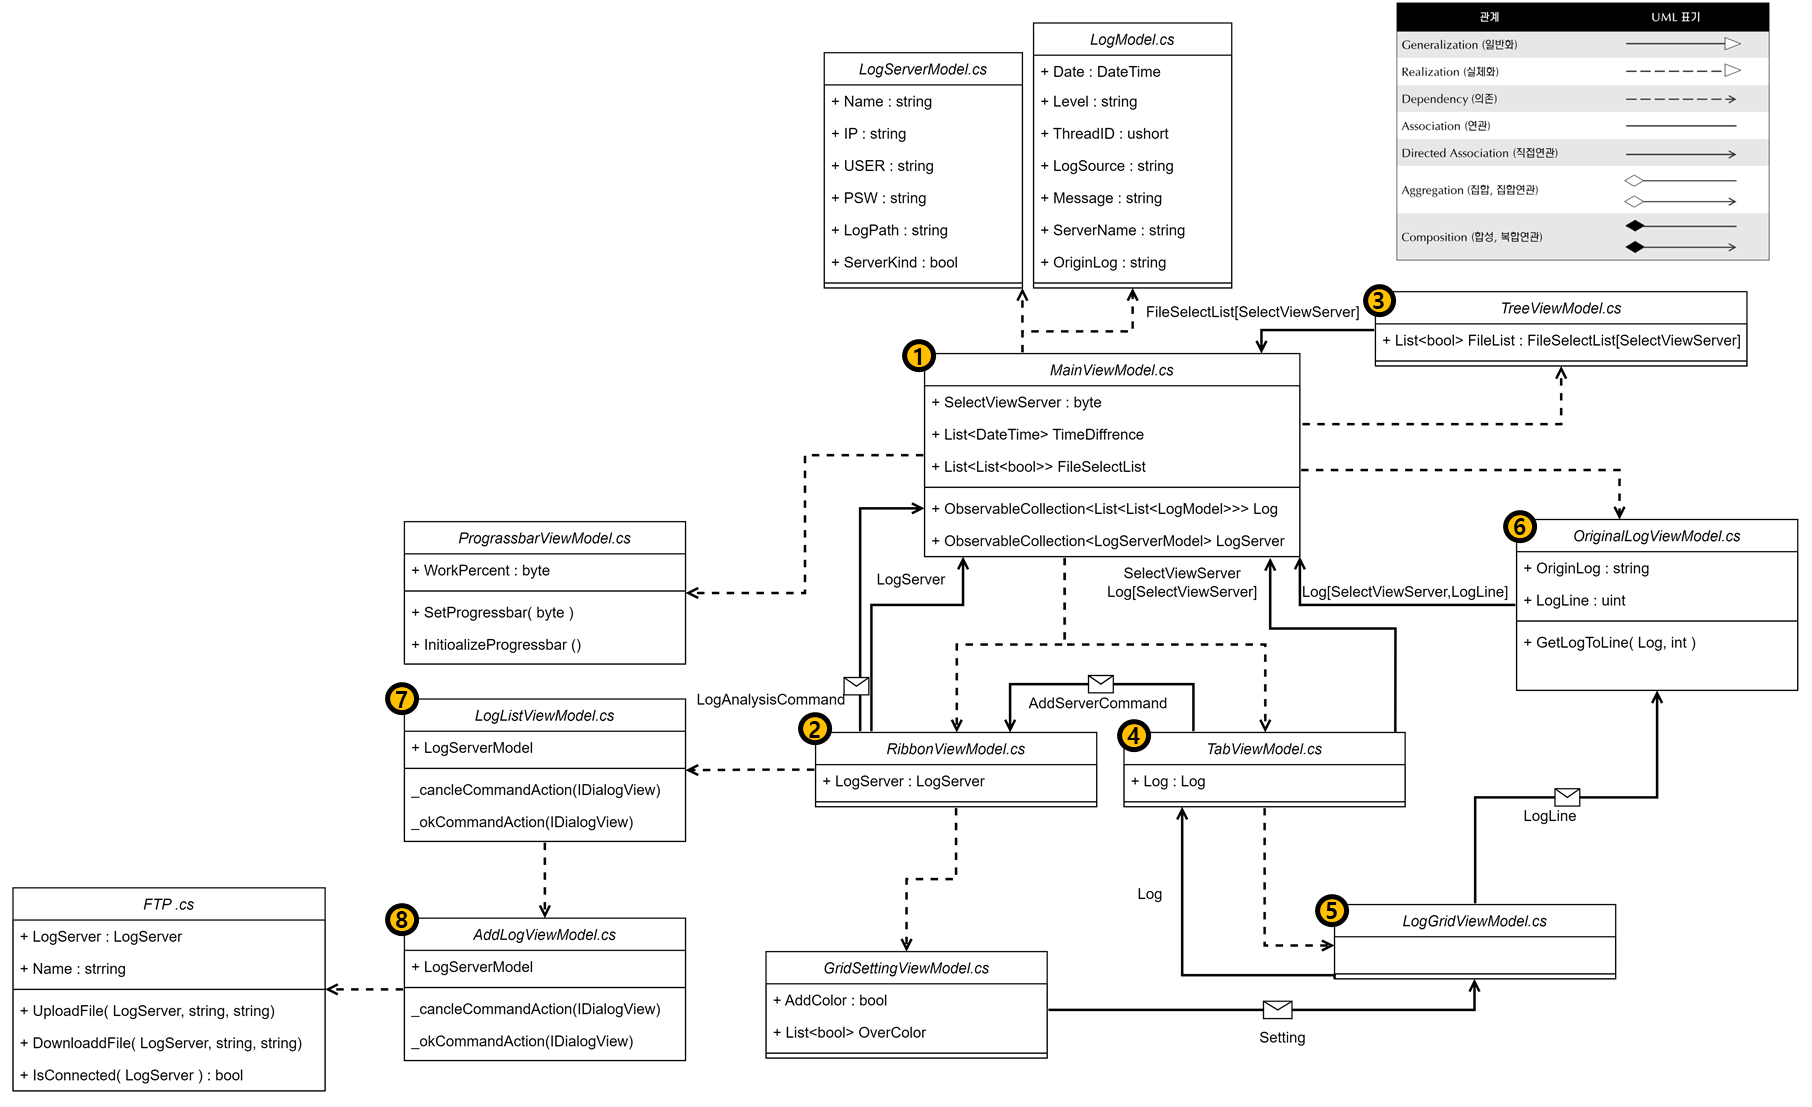 LogServerModel.cs
+ Name : string
+ IP : string
+ USER : string
+ PSW : string
+ LogPath : string
+ ServerKind : bool
LogModel.cs
+ Date : DateTime
+ Level : string
+ ThreadID : ushort
+ LogSource : string
+ Message : string
+ ServerName : string
+ OriginLog : string
관계 UML 표기
Generalization (일반화)
Realization (실체화)
Dependency (의존)
Association (연관)
Directed Association (직접연관)
Aggregation (집합, 집합연관)
Composition (합성, 복합연관)
FileSelectList[SelectViewServer]
3
TreeViewModel.cs
+ List<bool> FileList : FileSelectList[SelectViewServer]
1
MainViewModel.cs
+ SelectViewServer : byte
+ List<DateTime> TimeDiffrence
+ List<List<bool>> FileSelectList
+ ObservableCollection<List<List<LogModel>>> Log
+ ObservableCollection<LogServerModel> LogServer
PrograssbarViewModel.cs
+ WorkPercent : byte
+ SetProgressbar( byte )
+ InitioalizeProgressbar ()
LogServer
SelectViewServer
Log[SelectViewServer]
Log[SelectViewServer,LogLine]
6
OriginalLogViewModel.cs
+ OriginLog : string
+ LogLine : uint
+ GetLogToLine( Log, int )
7
LogListViewModel.cs
+ LogServerModel
_cancleCommandAction(IDialogView)
_okCommandAction(IDialogView)
LogAnalysisCommand
AddServerCommand
2
RibbonViewModel.cs
+ LogServer : LogServer
4
TabViewModel.cs
+ Log : Log
LogLine
Log
FTP .cs
+ LogServer : LogServer
+ Name : strring
+ UploadFile( LogServer, string, string)
+ DownloaddFile( LogServer, string, string)
+ IsConnected( LogServer ) : bool
8
AddLogViewModel.cs
+ LogServerModel
_cancleCommandAction(IDialogView)
_okCommandAction(IDialogView)
GridSettingViewModel.cs
+ AddColor : bool
+ List<bool> OverColor
5
LogGridViewModel.cs
Setting